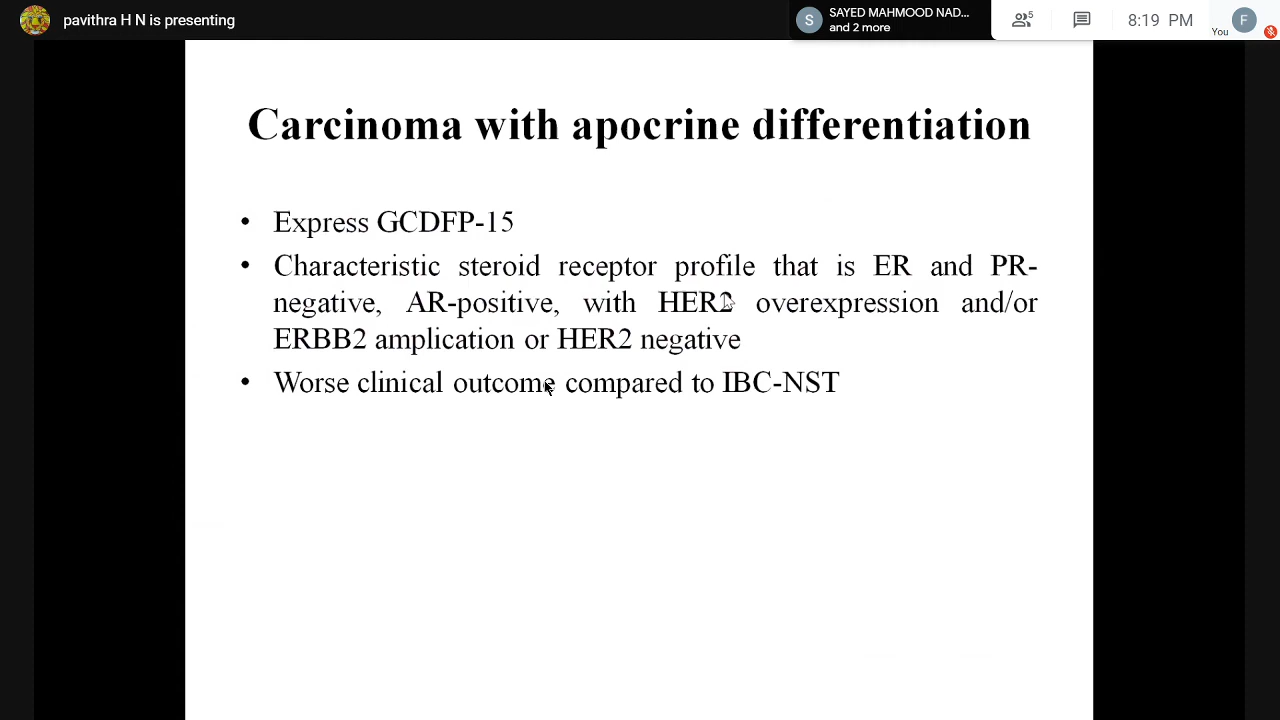 pavithra H N is presenting
S
SAYED MAHMOOD NAD...
and 2 more
5
8:19 PM
You
F
Carcinoma with apocrine differentiation
• Express GCDFP-15
• Characteristic steroid receptor profile that is ER and PR-
negative, AR-positive, with HER2 overexpression and/or
ERBB2 amplication or HER2 negative
• Worse clinical outcome compared to IBC-NST